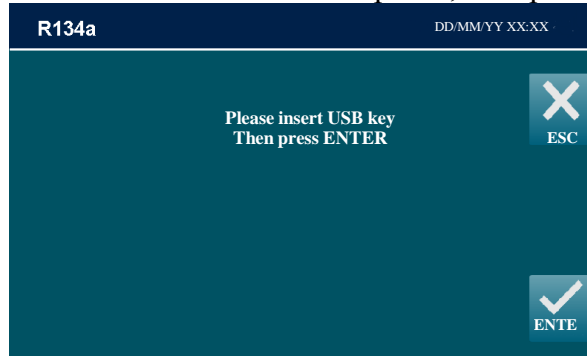 R134a
DD/MM/YY XX:XX
Please insert USB key
Then press ENTER
ESC
ENTE